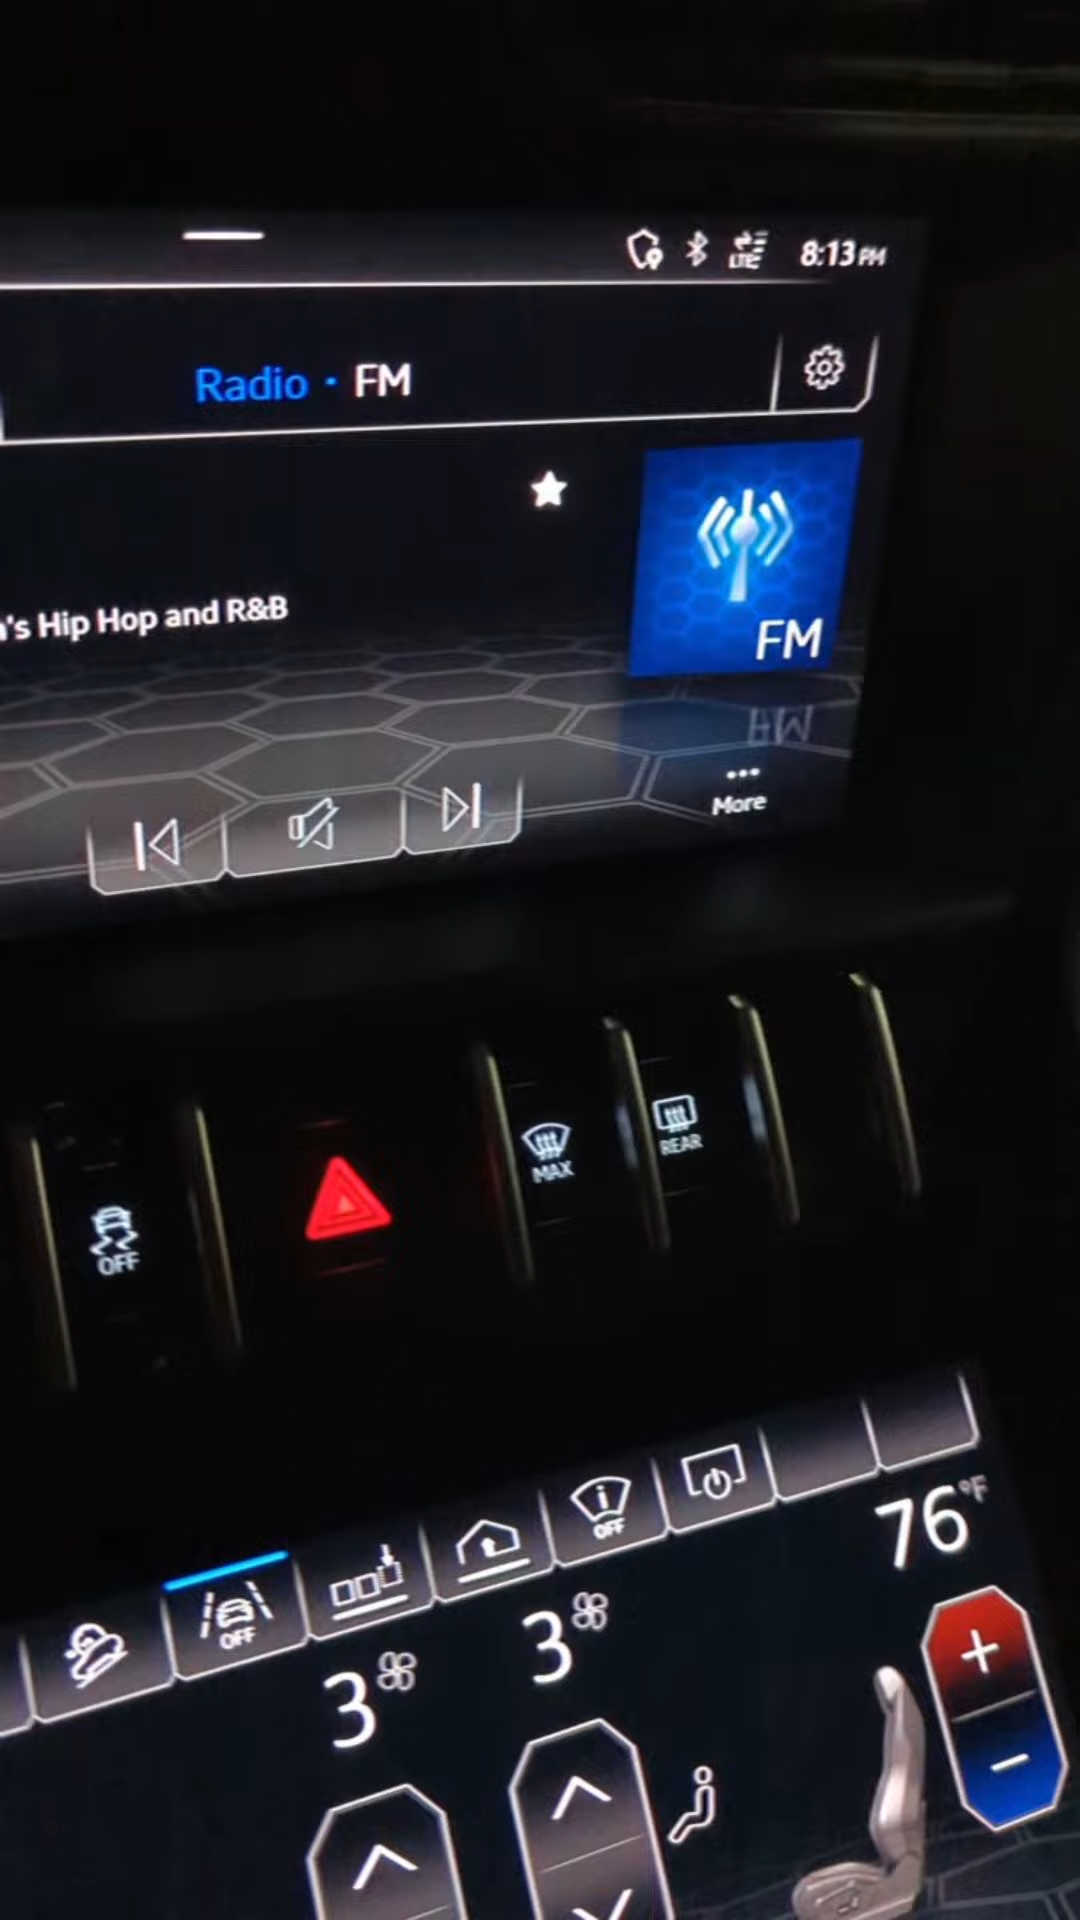 LTE 8:13 PM
Radio · FM
's Hip Hop and R&B
FM
More
MAX
REAR
OFF
OFF
OFF
76 °F
3
3